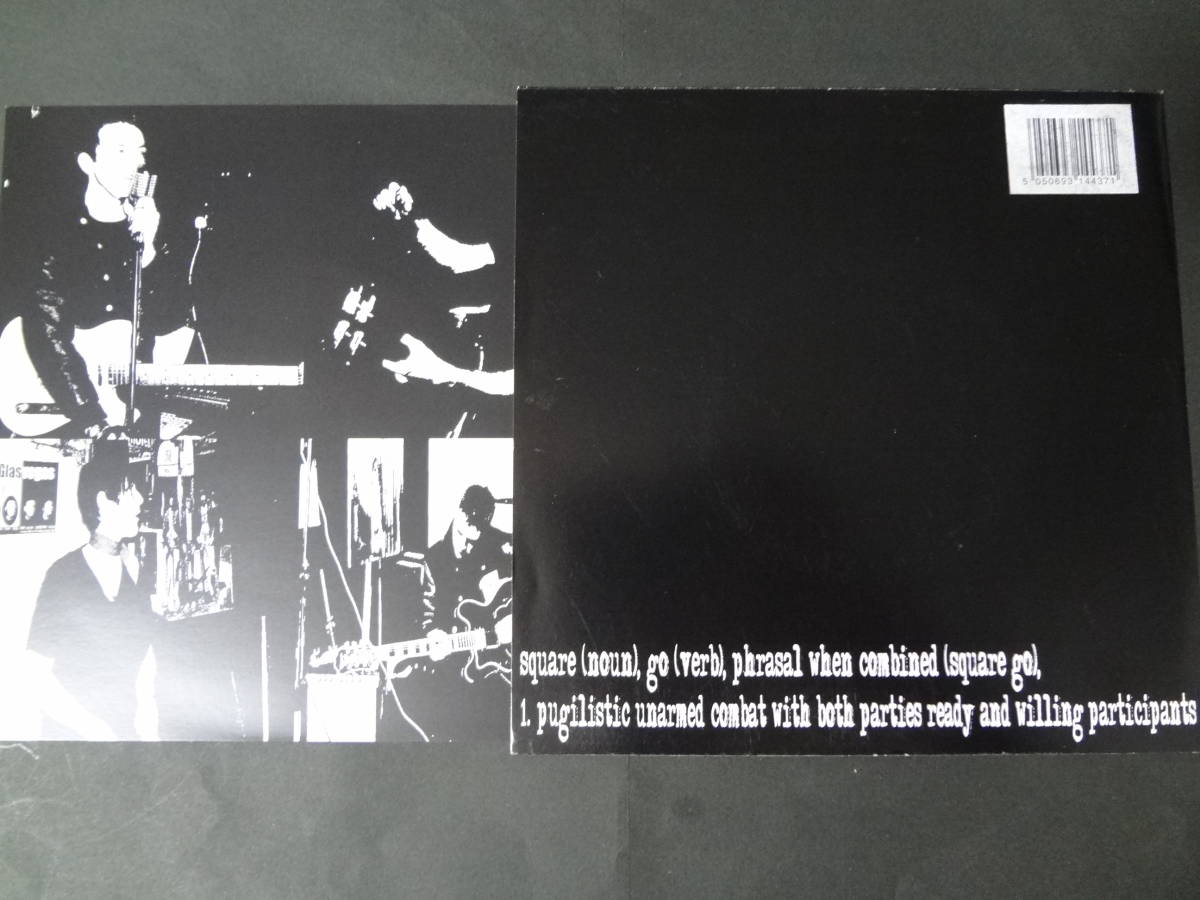 5 050693 144371
Glasvegas
square (noun), go (verb), phrasal when combined (square go),
1. pugilistic unarmed combat with both parties ready and willing participants